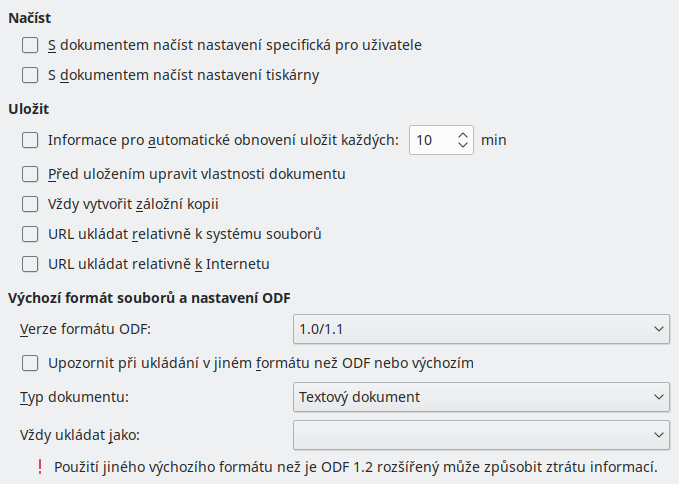 Načíst
S dokumentem načíst nastavení specifická pro uživatele
S dokumentem načíst nastavení tiskárny
Uložit
Informace pro automatické obnovení uložit každých: 10 min
Před uložením upravit vlastnosti dokumentu
Vždy vytvořit záložní kopii
URL ukládat relativně k systému souborů
URL ukládat relativně k Internetu
Výchozí formát souborů a nastavení ODF
Verze formátu ODF: 1.0/1.1
Upozornit při ukládání v jiném formátu než ODF nebo výchozím
Typ dokumentu: Textový dokument
Vždy ukládat jako:
! Použití jiného výchozího formátu než je ODF 1.2 rozšířený může způsobit ztrátu informací.